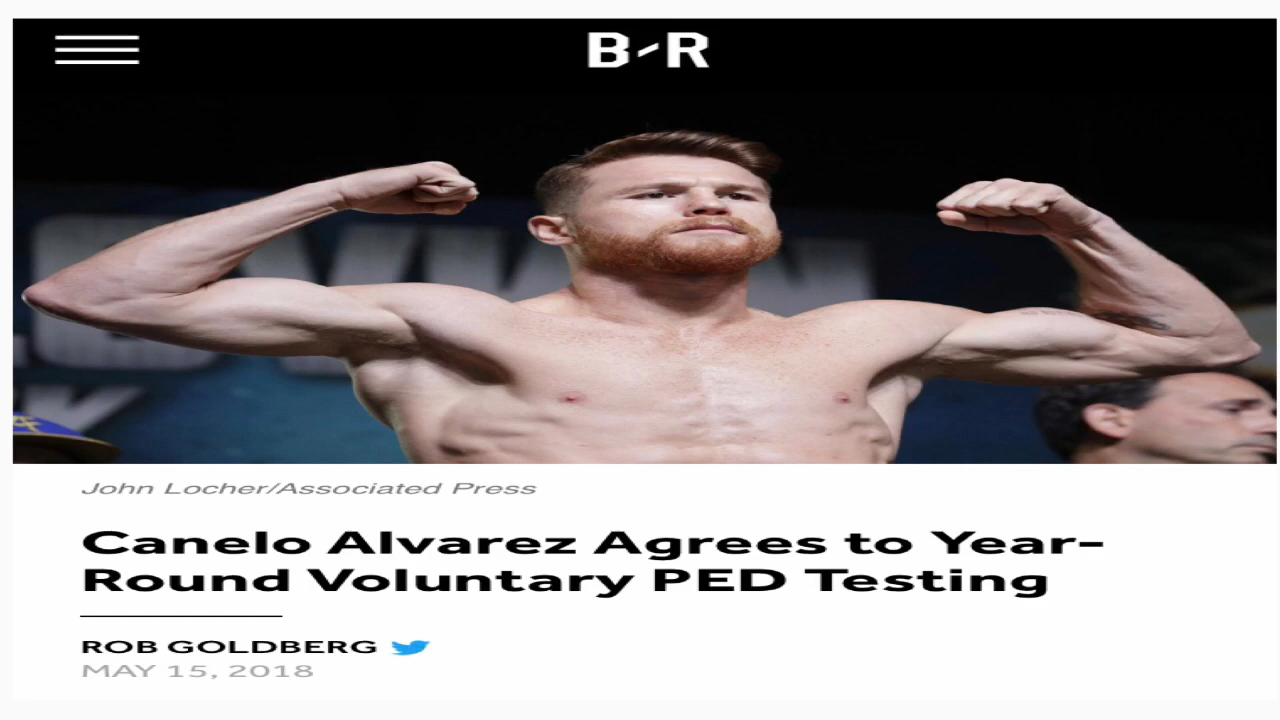 B/R
John Locher/Associated Press
Canelo Alvarez Agrees to Year-
Round Voluntary PED Testing
ROB GOLDBERG
MAY 15, 2018